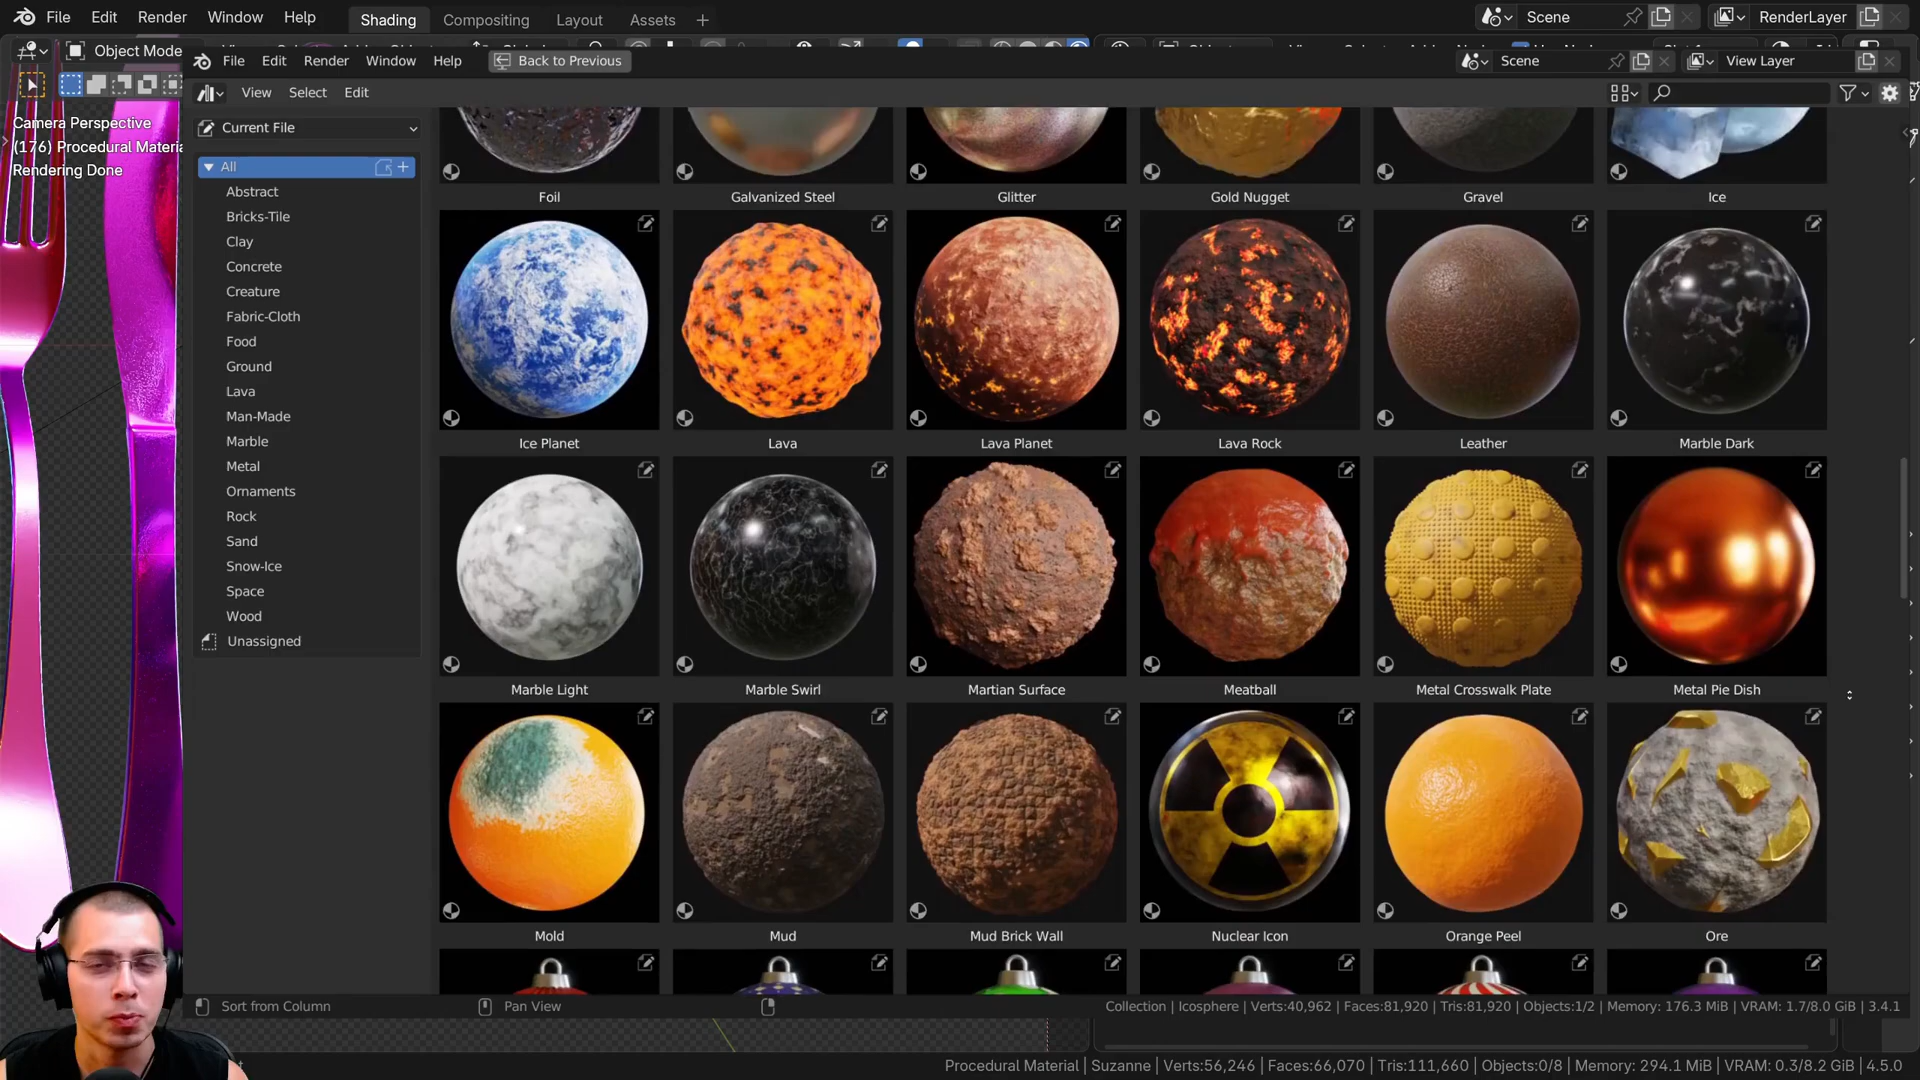 File Edit Render Window Help Shading Compositing Layout Assets + Scene RenderLayer
Object Mode
File Edit Render Window Help Back to Previous Scene View Layer
View Select Edit
Camera Perspective
(176) Procedural Materia
Rendering Done
Current File
All
Abstract
Bricks-Tile
Clay
Concrete
Creature
Fabric-Cloth
Food
Ground
Lava
Man-Made
Marble
Metal
Ornaments
Rock
Sand
Snow-Ice
Space
Wood
Unassigned
Foil Galvanized Steel Glitter Gold Nugget Gravel Ice
Ice Planet Lava Lava Planet Lava Rock Leather Marble Dark
Marble Light Marble Swirl Martian Surface Meatball Metal Crosswalk Plate Metal Pie Dish
Mold Mud Mud Brick Wall Nuclear Icon Orange Peel Ore
Sort from Column Pan View Collection | Icosphere | Verts:40,962 | Faces:81,920 | Tris:81,920 | Objects:1/2 | Memory: 176.3 MiB | VRAM: 1.7/8.0 GiB | 3.4.1
Procedural Material | Suzanne | Verts:56,246 | Faces:66,070 | Tris:111,660 | Objects:0/8 | Memory: 294.1 MiB | VRAM: 0.3/8.2 GiB | 4.5.0